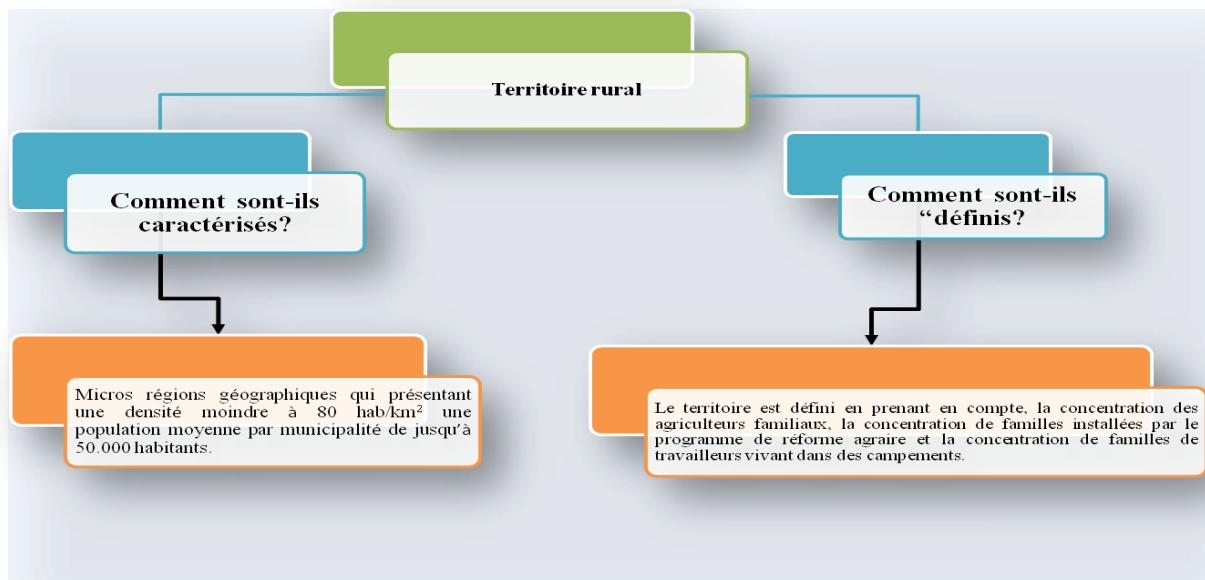 Territoire rural
Comment sont-ils
caractérisés?
Comment sont-ils
“définis?
Micros régions géographiques qui présentant
une densité moindre à 80 hab/km² une
population moyenne par municipalité de jusqu'à
50.000 habitants.
Le territoire est défini en prenant en compte, la concentration des
agriculteurs familiaux, la concentration de familles installées par le
programme de réforme agraire et la concentration de familles de
travailleurs vivant dans des campements.